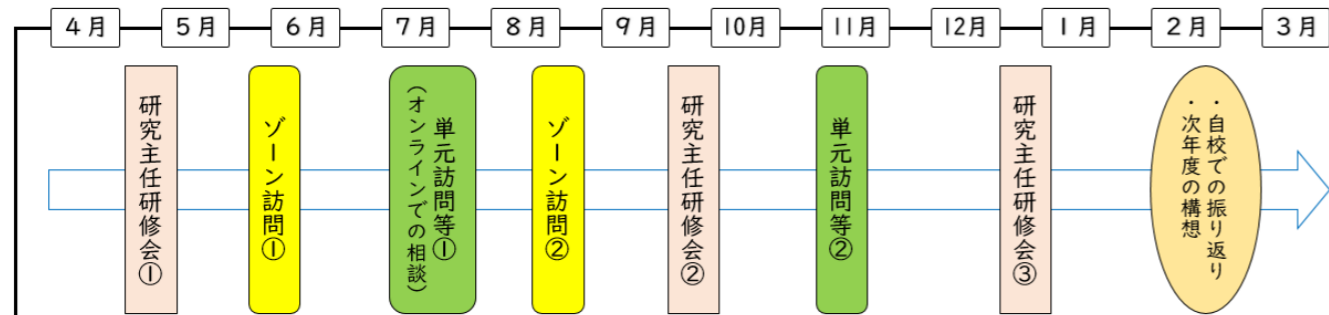 4月
5月
6月
7月
8月
9月
10月
11月
12月
1月
2月
3月
研究主任研修会①
ゾーン訪問①
単元訪問等①
(オンラインでの相談)
ゾーン訪問②
研究主任研修会②
単元訪問等②
研究主任研修会③
・自校での振り返り
・次年度の構想